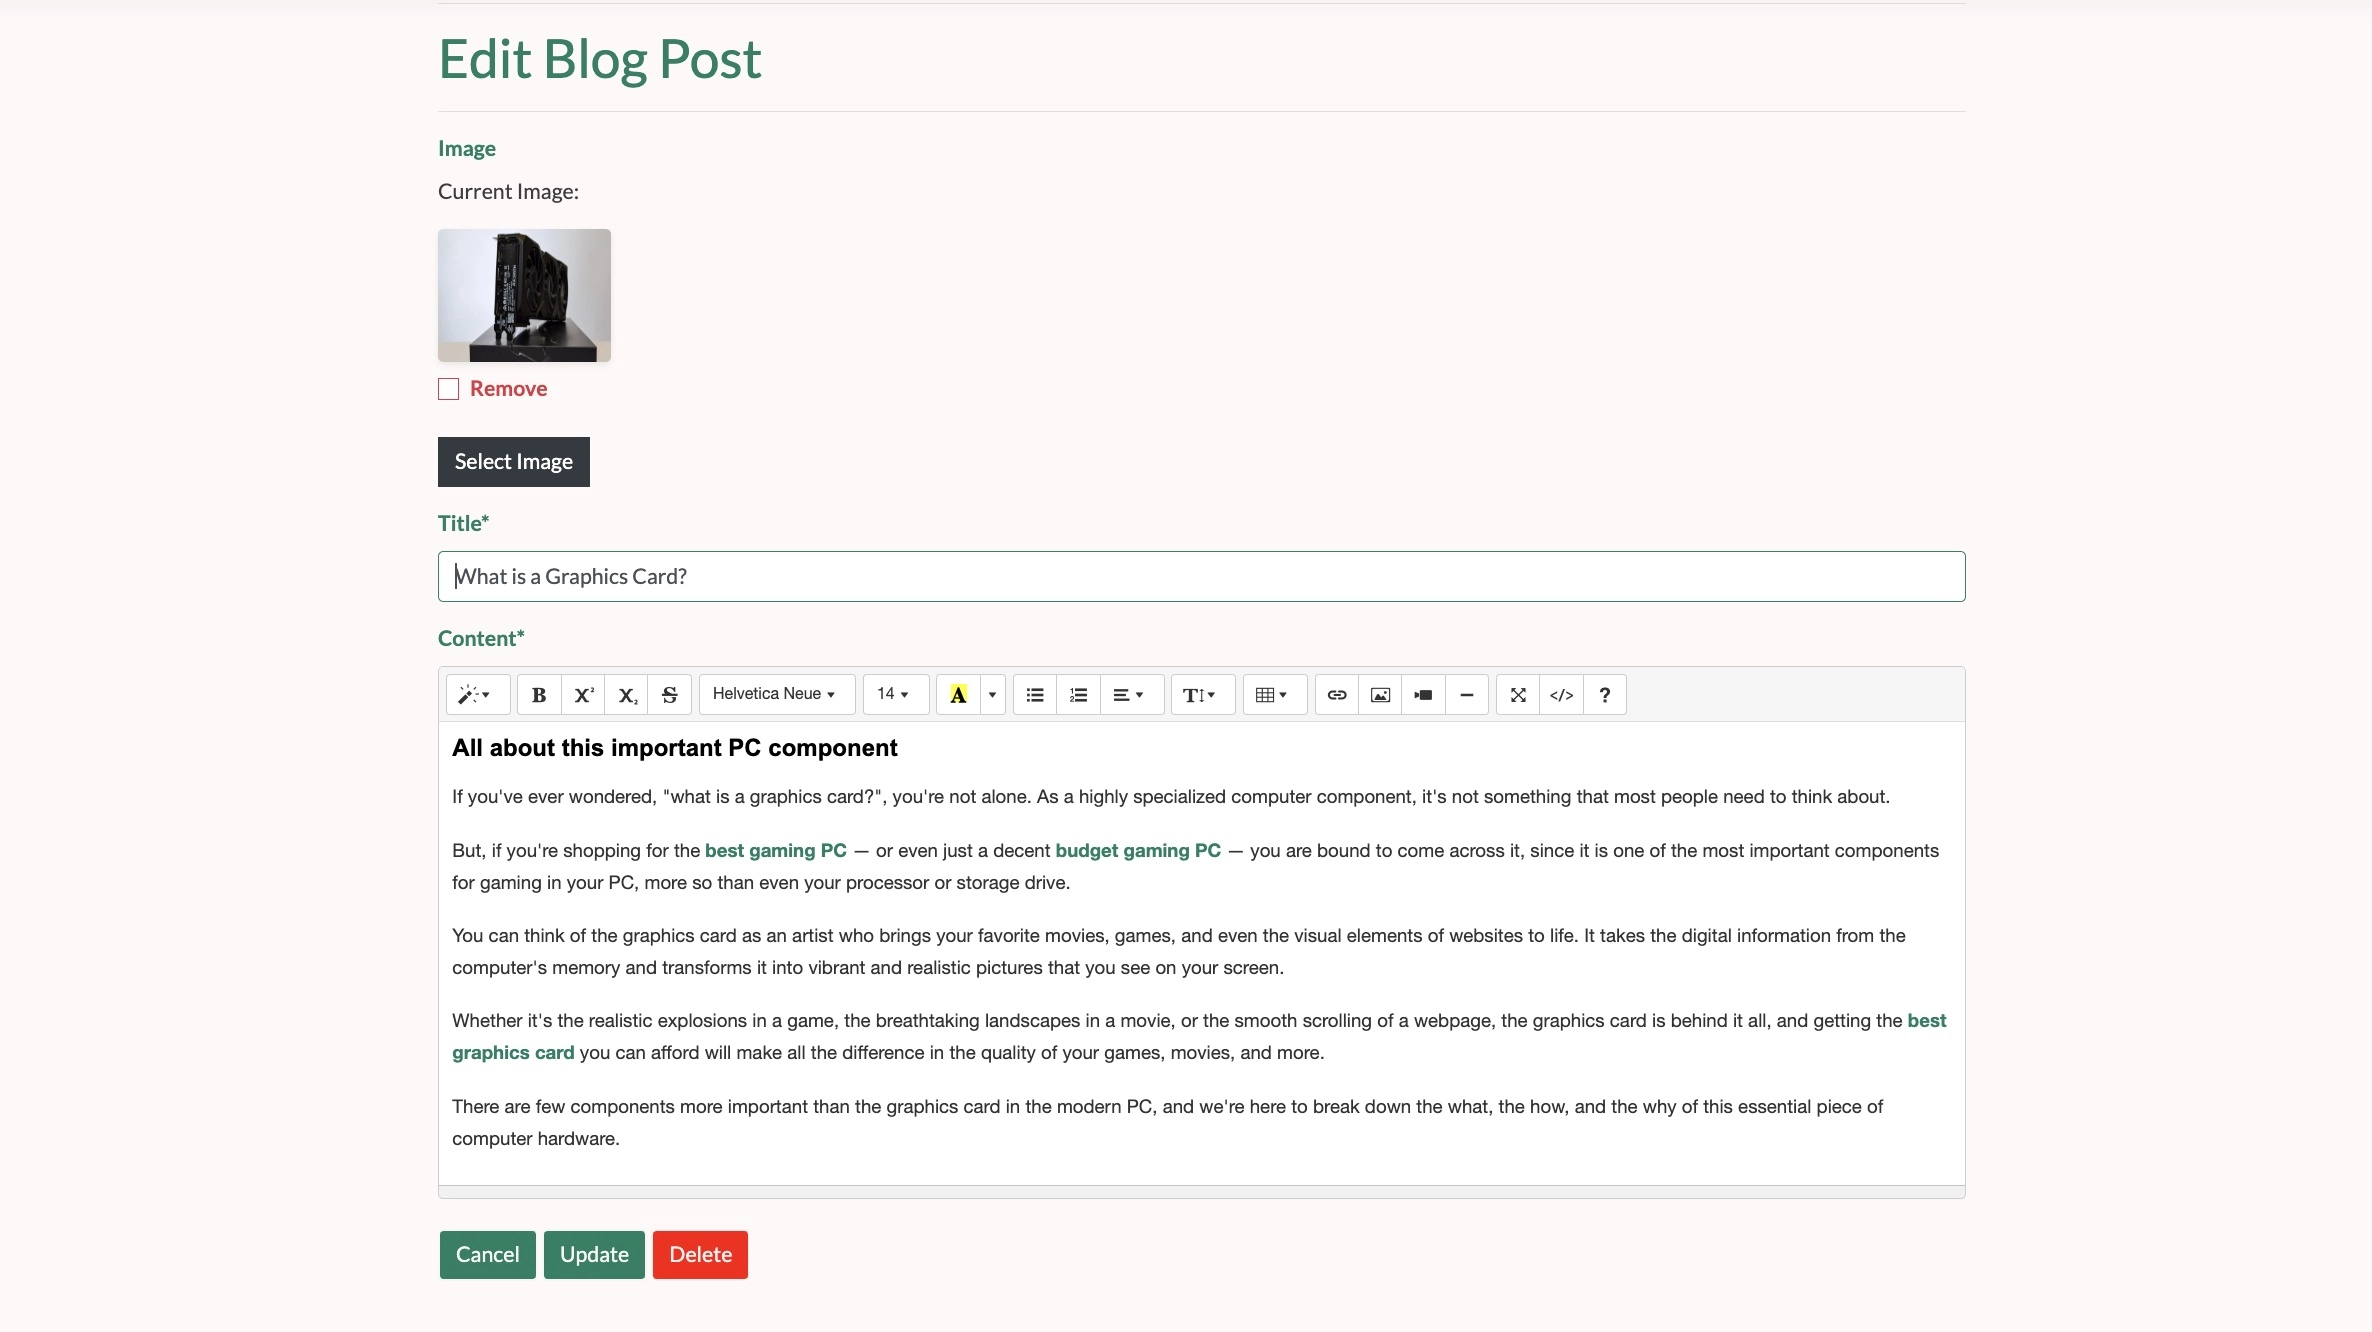 Edit Blog Post
Image
Current Image:
Remove
Select Image
Title*
What is a Graphics Card?
Content*
B X² X₂ S Helvetica Neue 14 A T </> ?
All about this important PC component
If you've ever wondered, "what is a graphics card?", you're not alone. As a highly specialized computer component, it's not something that most people need to think about.
But, if you're shopping for the best gaming PC — or even just a decent budget gaming PC — you are bound to come across it, since it is one of the most important components
for gaming in your PC, more so than even your processor or storage drive.
You can think of the graphics card as an artist who brings your favorite movies, games, and even the visual elements of websites to life. It takes the digital information from the
computer's memory and transforms it into vibrant and realistic pictures that you see on your screen.
Whether it's the realistic explosions in a game, the breathtaking landscapes in a movie, or the smooth scrolling of a webpage, the graphics card is behind it all, and getting the best
graphics card you can afford will make all the difference in the quality of your games, movies, and more.
There are few components more important than the graphics card in the modern PC, and we're here to break down the what, the how, and the why of this essential piece of
computer hardware.
Cancel Update Delete